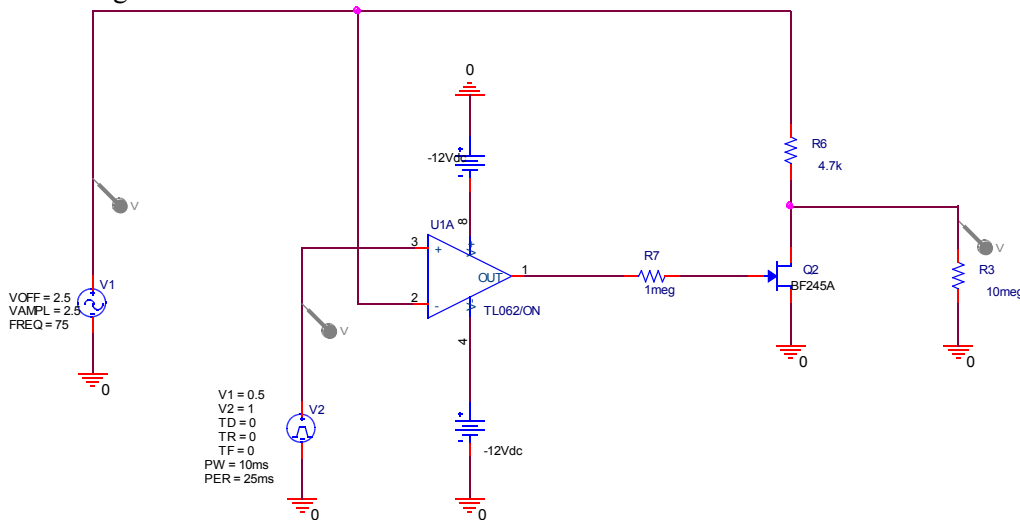 g
0
R6
4.7k
-12Vdc
V
U1A
8
V+
3
+
V1
VOFF = 2.5
VAMPL = 2.5
FREQ = 75
OUT
1
R7
1meg
Q2
BF245A
V
R3
10meg
2
-
TL062/ON
V-
4
V
0
0
0
V1 = 0.5
V2 = 1
TD = 0
TR = 0
TF = 0
PW = 10ms
PER = 25ms
V2
-12Vdc
0
0